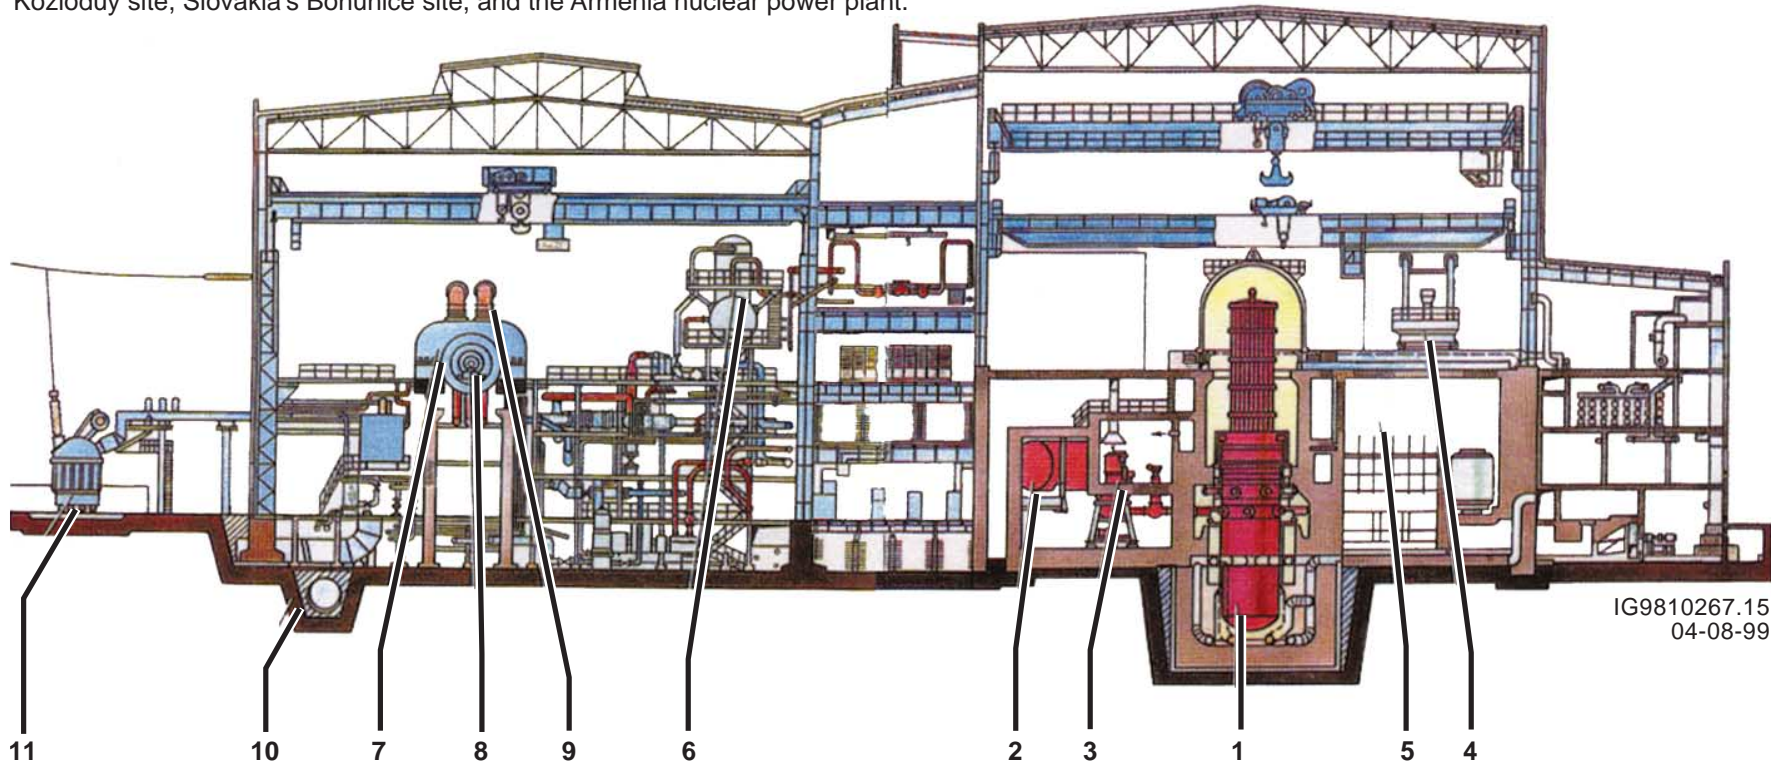 Kozloduy site, Slovakia's Bohunice site, and the Armenia nuclear power plant.
IG9810267.15
04-08-99
11 10 7 8 9 6 2 3 1 5 4